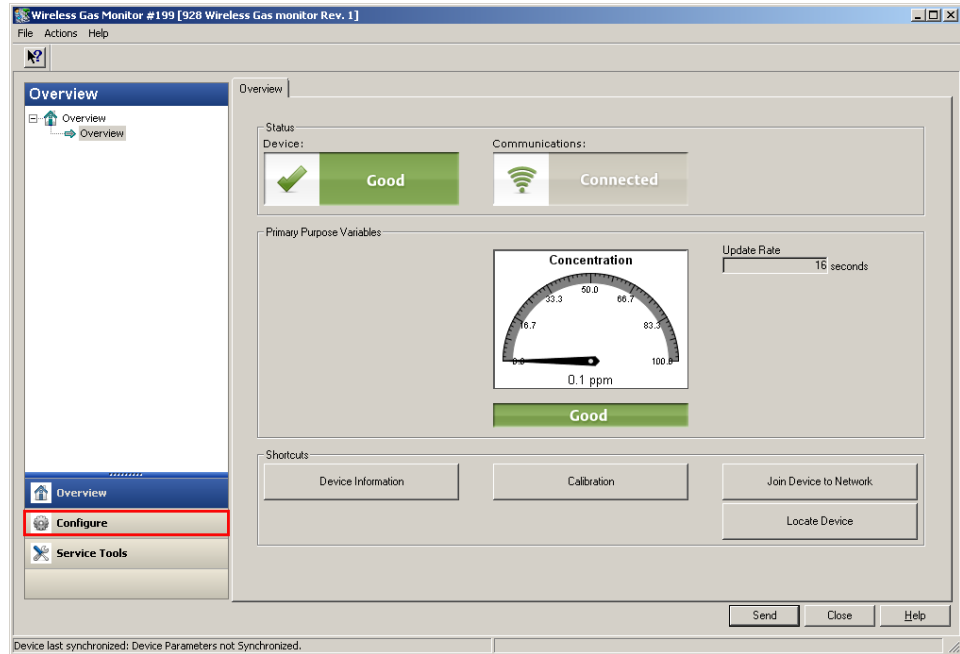 Wireless Gas Monitor #199 [928 Wireless Gas monitor Rev. 1]
File Actions Help
Overview
Overview
Overview
Overview
Configure
Service Tools
Overview
Status
Device:
Good
Communications:
Connected
Primary Purpose Variables
Concentration
0.0
16.7
33.3
50.0
66.7
83.3
100.0
0.1 ppm
Good
Update Rate
16 seconds
Shortcuts
Device Information
Calibration
Join Device to Network
Locate Device
Send Close Help
Device last synchronized: Device Parameters not Synchronized.